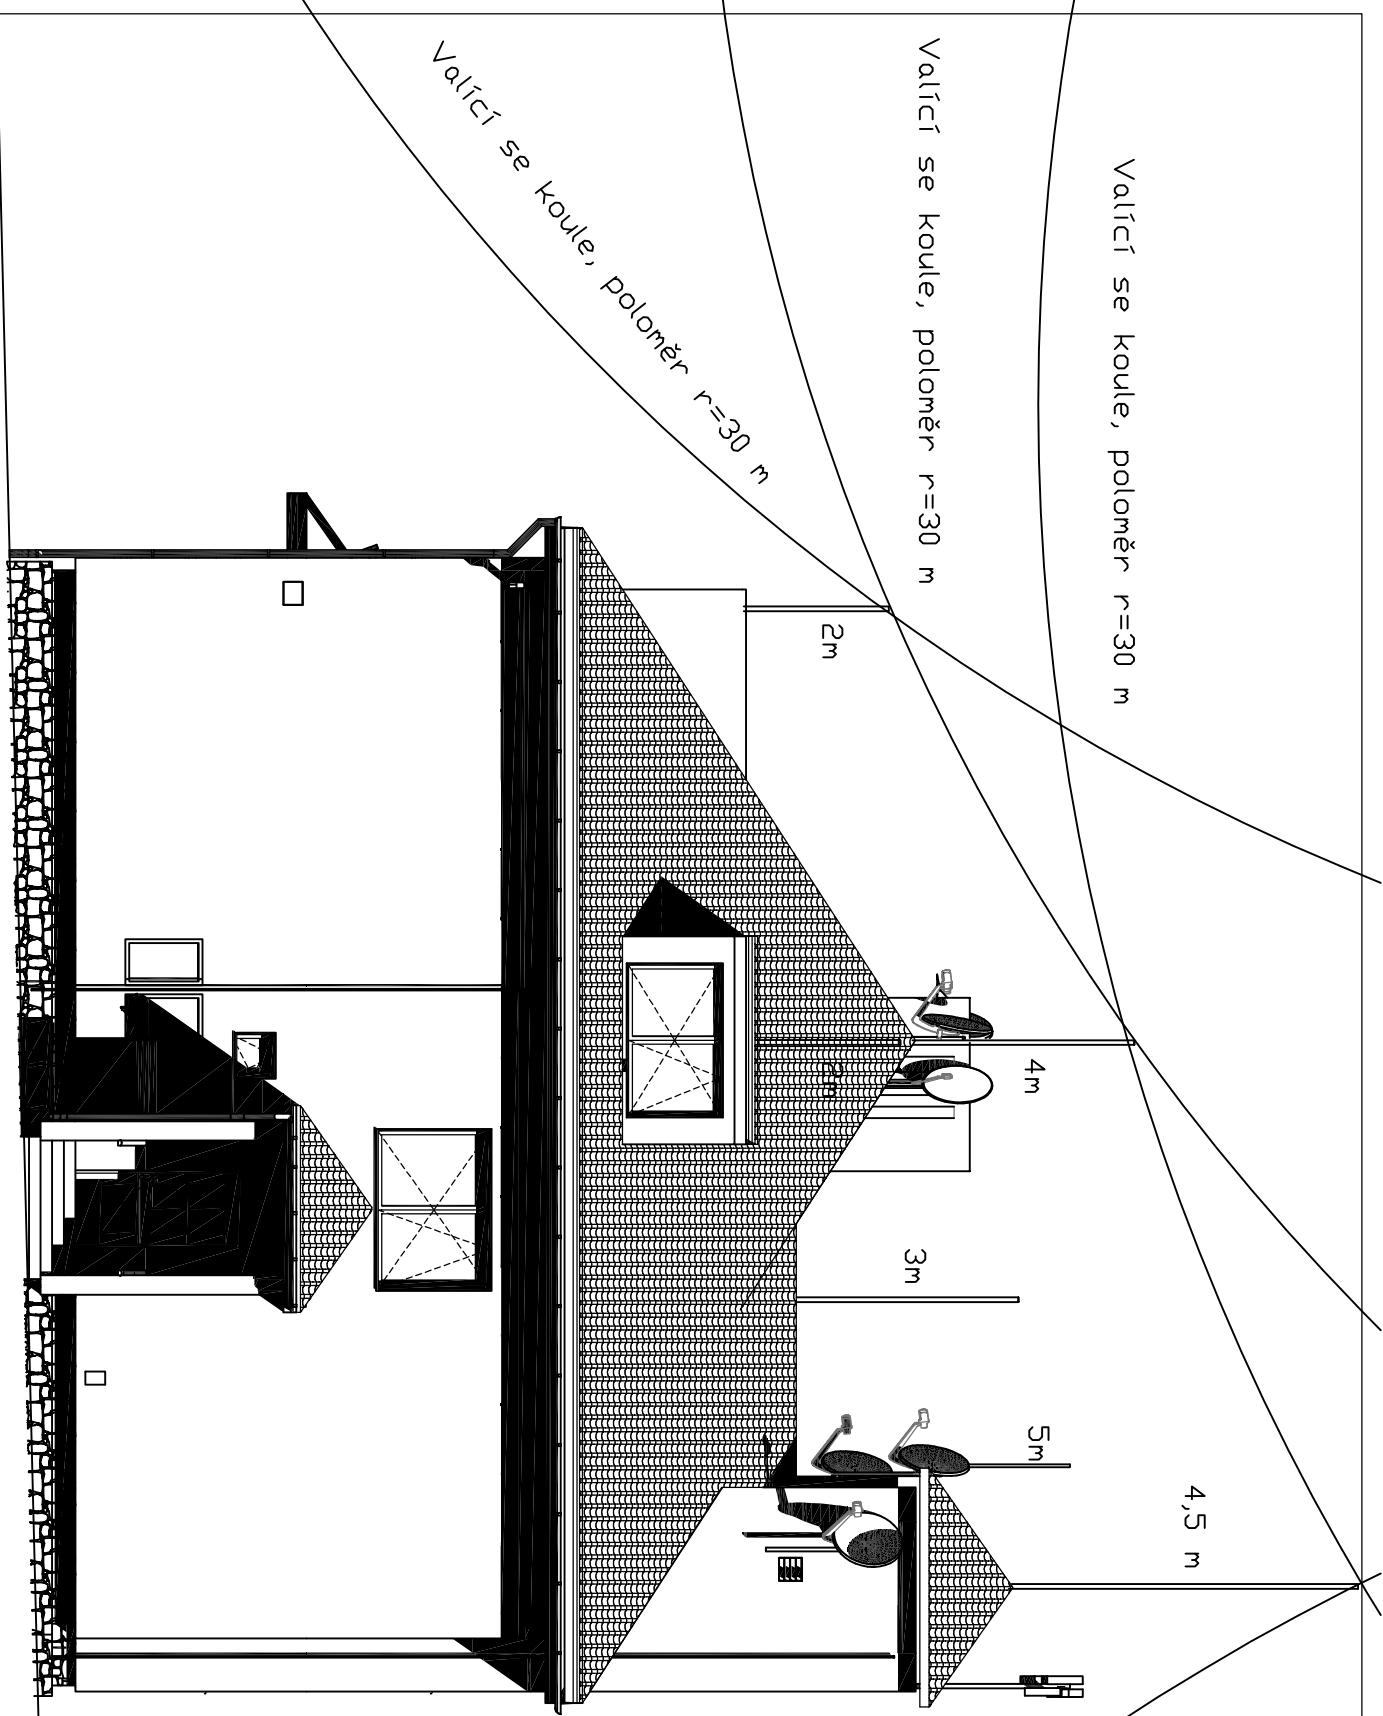 Valící se koule, poloměr r=30 m
Valící se koule, poloměr r=30 m
Valící se koule, poloměr r=30 m
4,5 m
5m
4m
3m
2m
2m